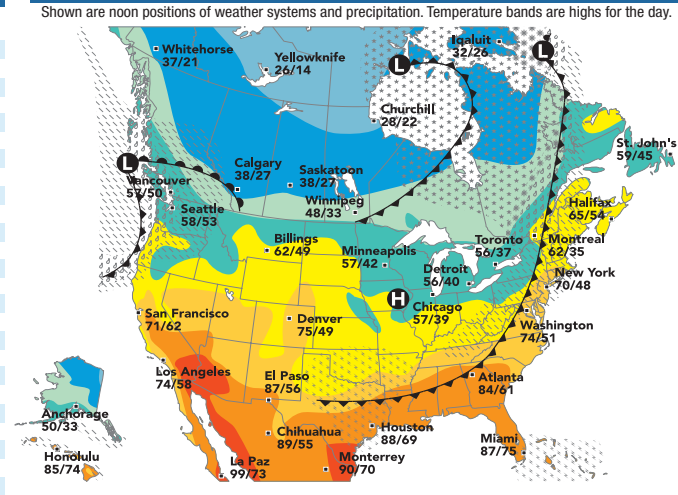 Shown are noon positions of weather systems and precipitation. Temperature bands are highs for the day.
Whitehorse
37/21
Yellowknife
26/14
Iqaluit
32/26
L
L
Churchill
28/22
St. John's
59/45
L
Vancouver
57/50
Calgary
38/27
Saskatoon
38/27
Winnipeg
48/33
Seattle
58/53
Halifax
65/54
Billings
62/49
Minneapolis
57/42
Toronto
56/37
Montreal
62/35
Detroit
56/40
New York
70/48
H
Chicago
57/39
San Francisco
71/62
Denver
75/49
Washington
74/51
Los Angeles
74/58
El Paso
87/56
Atlanta
84/61
Anchorage
50/33
Chihuahua
89/55
Houston
88/69
Miami
87/75
Honolulu
85/74
La Paz
99/73
Monterrey
90/70